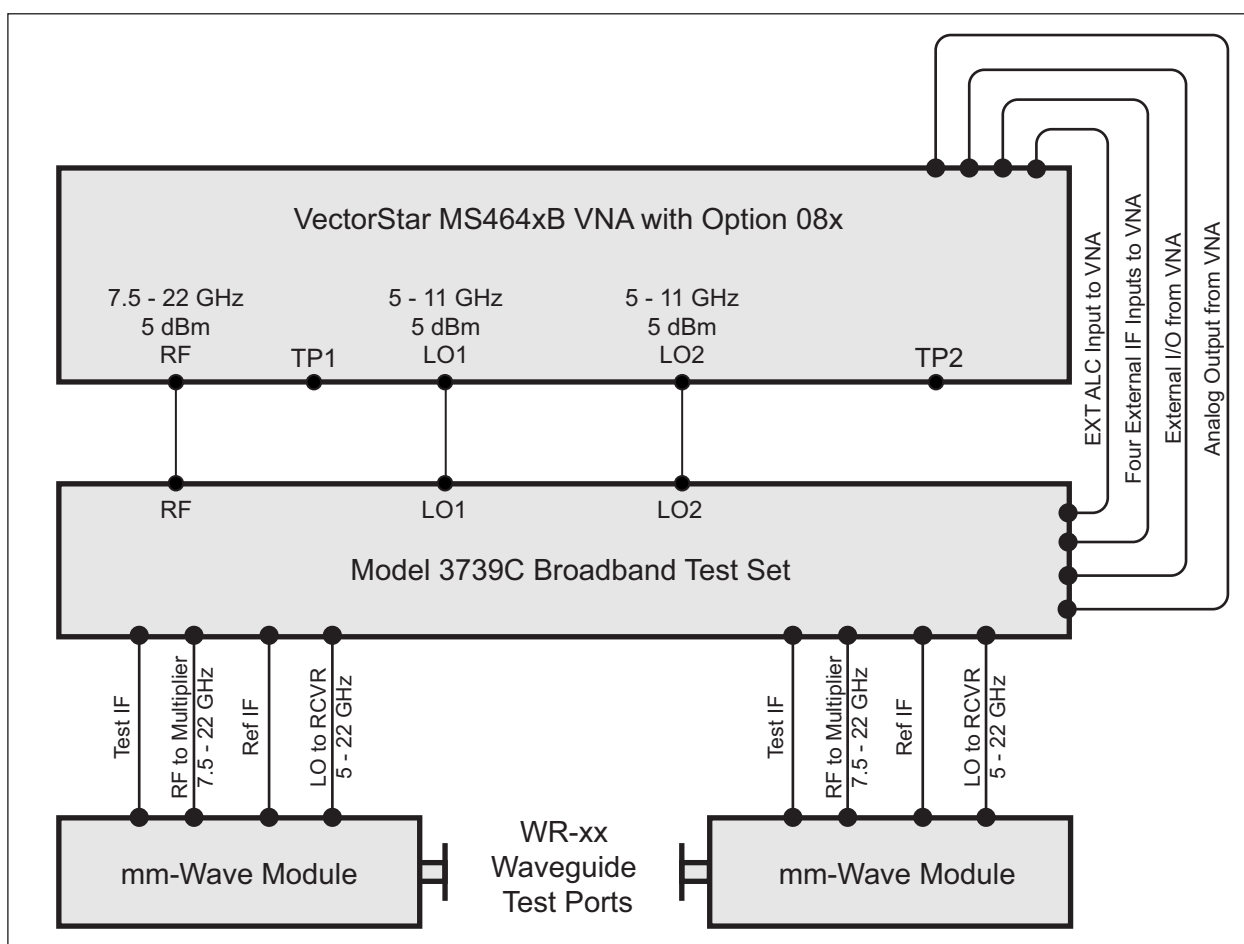 VectorStar MS464xB VNA with Option 08x
7.5 - 22 GHz
5 dBm
RF
TP1
5 - 11 GHz
5 dBm
LO1
5 - 11 GHz
5 dBm
LO2
TP2
EXT ALC Input to VNA
Four External IF Inputs to VNA
External I/O from VNA
Analog Output from VNA
RF
LO1
LO2
Model 3739C Broadband Test Set
Test IF
RF to Multiplier
7.5 - 22 GHz
Ref IF
LO to RCVR
5 - 22 GHz
Test IF
RF to Multiplier
7.5 - 22 GHz
Ref IF
LO to RCVR
5 - 22 GHz
mm-Wave Module
WR-xx
Waveguide
Test Ports
mm-Wave Module